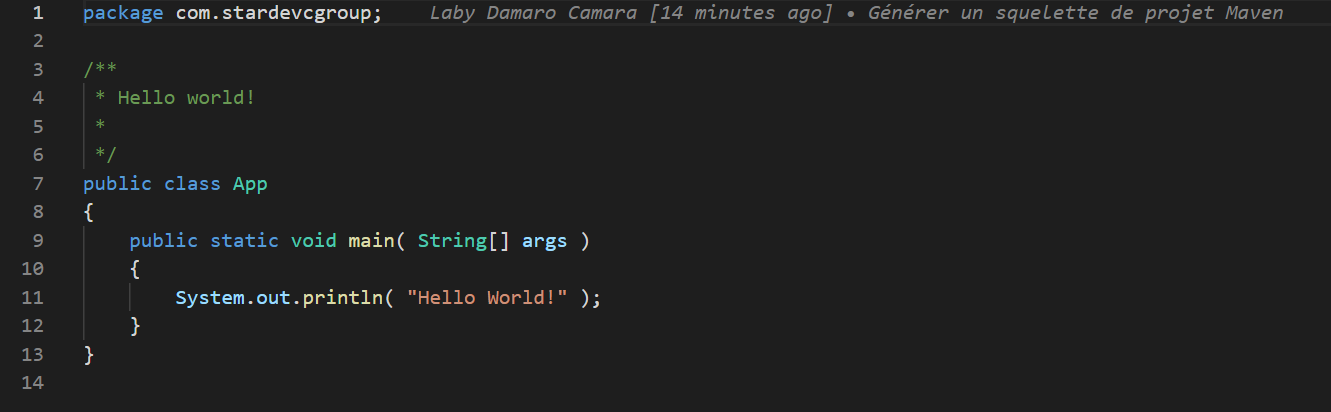 1 package com.stardevcgroup; Laby Damaro Camara [14 minutes ago] • Générer un squelette de projet Maven
2
3 /**
4  * Hello world!
5  *
6  */
7 public class App
8 {
9     public static void main( String[] args )
10     {
11         System.out.println( "Hello World!" );
12     }
13 }
14